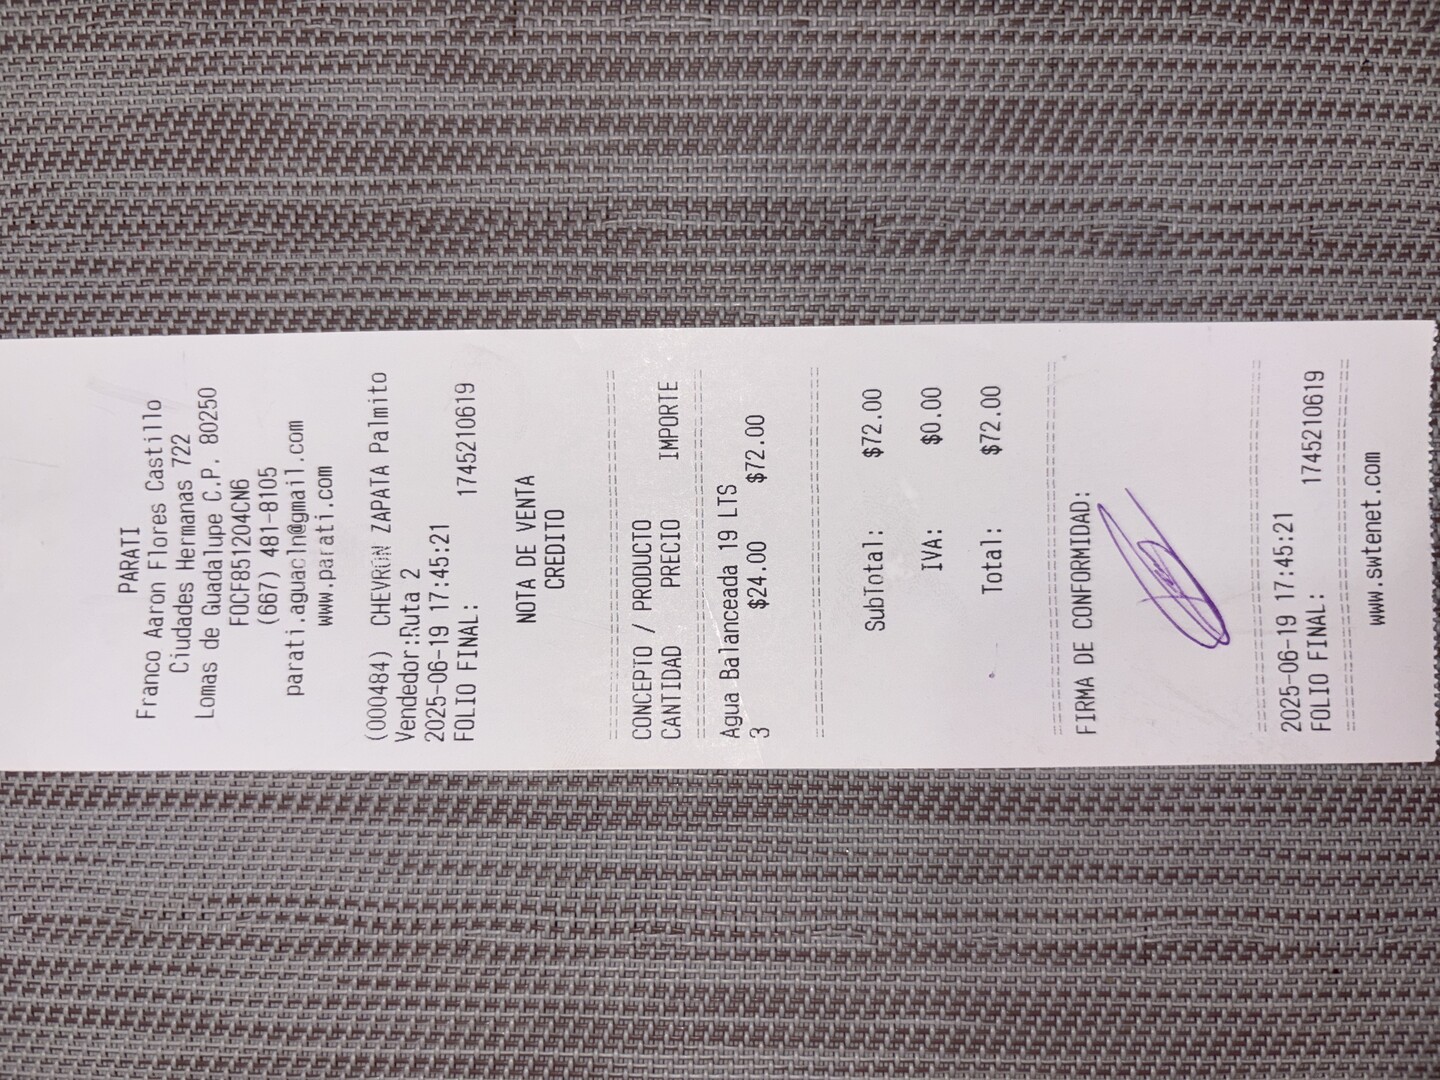 PARATI
Franco Aaron Flores Castillo
Ciudades Hermanas 722
Lomas de Guadalupe C.P. 80250
FOCF851204CN6
(667) 481-8105
parati.aguacln@gmail.com
www.parati.com
(000484) CHEVRON ZAPATA Palmito
Vendedor:Ruta 2
2025-06-19 17:45:21
FOLIO FINAL: 1745210619
NOTA DE VENTA
CREDITO
CONCEPTO / PRODUCTO
CANTIDAD PRECIO IMPORTE
Agua Balanceada 19 LTS
3 $24.00 $72.00
SubTotal: $72.00
IVA: $0.00
Total: $72.00
FIRMA DE CONFORMIDAD:
2025-06-19 17:45:21
FOLIO FINAL: 1745210619
www.swtenet.com